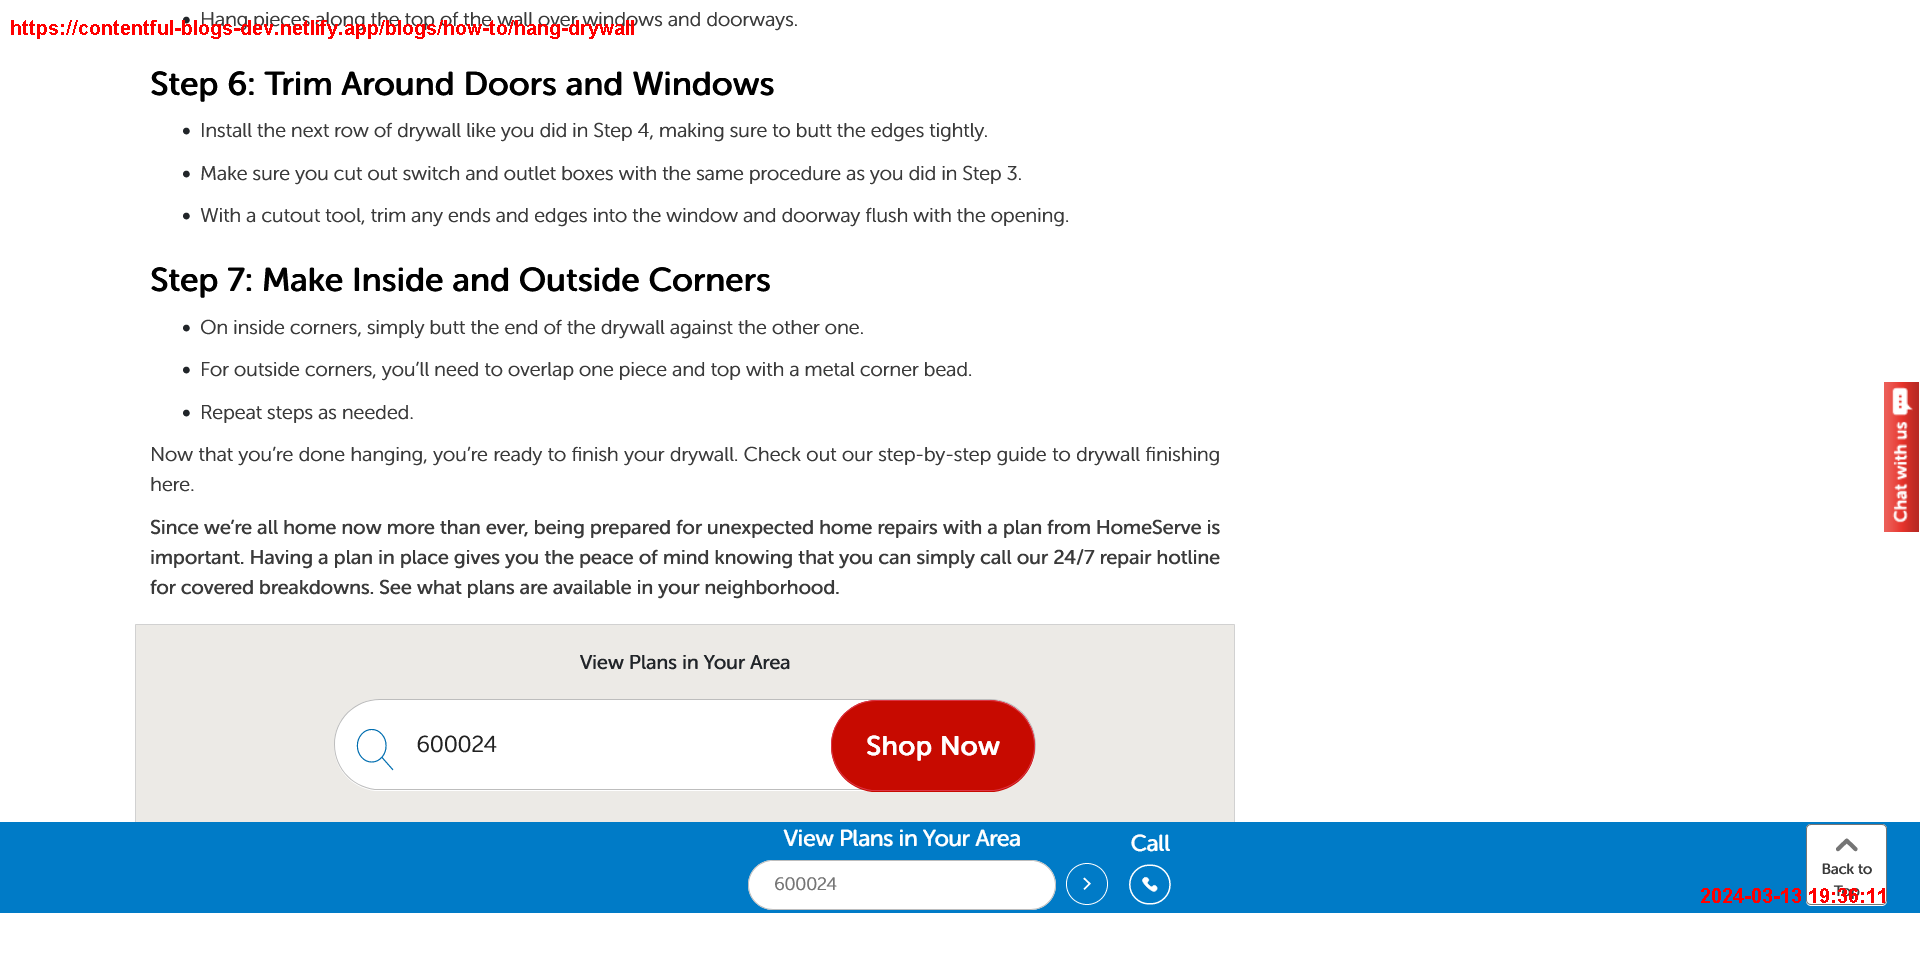 Hang pieces along the top of the wall over windows and doorways.
https://contentful-blogs-dev.netlify.app/blogs/how-to/hang-drywall
Step 6: Trim Around Doors and Windows
Install the next row of drywall like you did in Step 4, making sure to butt the edges tightly.
Make sure you cut out switch and outlet boxes with the same procedure as you did in Step 3.
With a cutout tool, trim any ends and edges into the window and doorway flush with the opening.
Step 7: Make Inside and Outside Corners
On inside corners, simply butt the end of the drywall against the other one.
For outside corners, you’ll need to overlap one piece and top with a metal corner bead.
Repeat steps as needed.
Now that you’re done hanging, you’re ready to finish your drywall. Check out our step-by-step guide to drywall finishing
here.
Since we’re all home now more than ever, being prepared for unexpected home repairs with a plan from HomeServe is
important. Having a plan in place gives you the peace of mind knowing that you can simply call our 24/7 repair hotline
for covered breakdowns. See what plans are available in your neighborhood.
View Plans in Your Area
600024
Shop Now
Chat with us
View Plans in Your Area
600024
Call
Back to
Top
2024-03-13 19:36:11